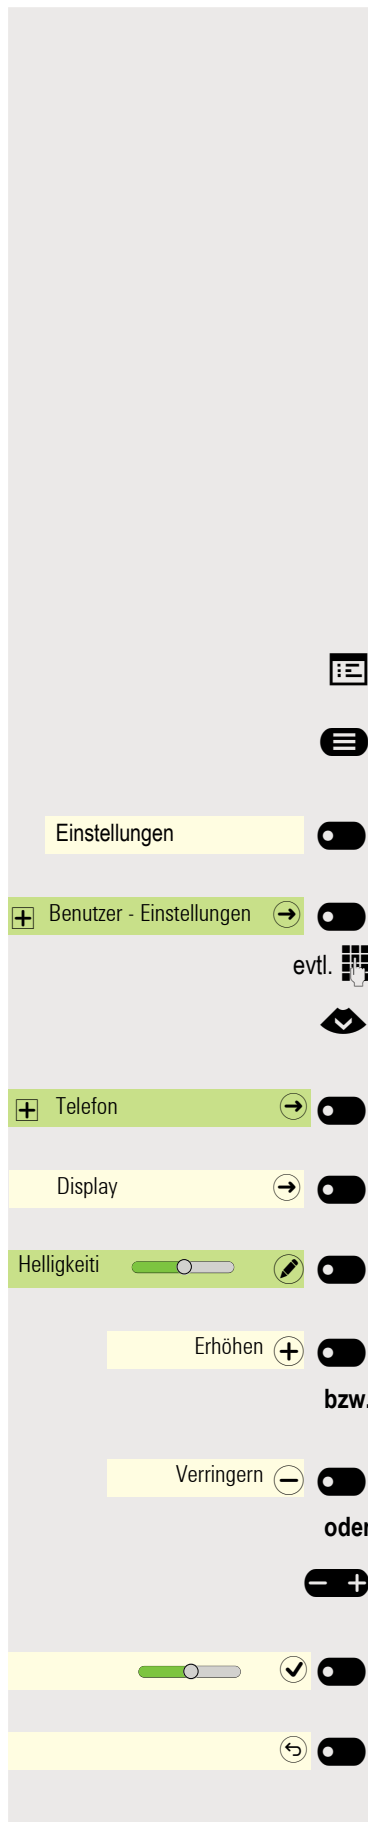 Einstellungen
Benutzer - Einstellungen
evtl.
Telefon
Display
Helligkeiti
Erhöhen
bzw.
Verringern
oder